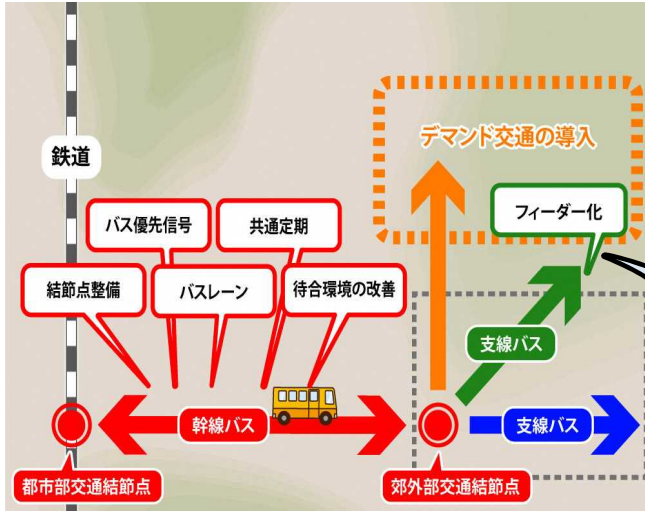 デマンド交通の導入
鉄道
フィーダー化
バス優先信号
共通定期
結節点整備
バスレーン
待合環境の改善
支線バス
幹線バス
支線バス
都市部交通結節点
郊外部交通結節点